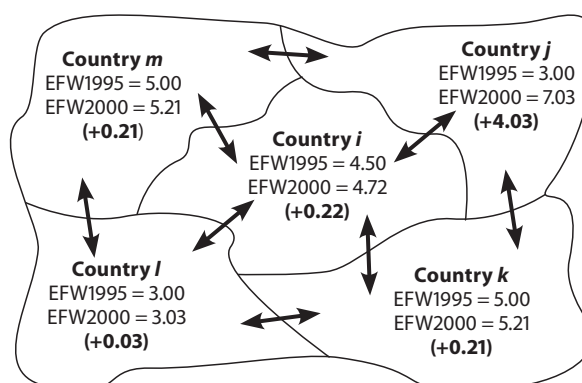 Country m
EFW1995 = 5.00
EFW2000 = 5.21
(+0.21)
Country j
EFW1995 = 3.00
EFW2000 = 7.03
(+4.03)
Country i
EFW1995 = 4.50
EFW2000 = 4.72
(+0.22)
Country l
EFW1995 = 3.00
EFW2000 = 3.03
(+0.03)
Country k
EFW1995 = 5.00
EFW2000 = 5.21
(+0.21)